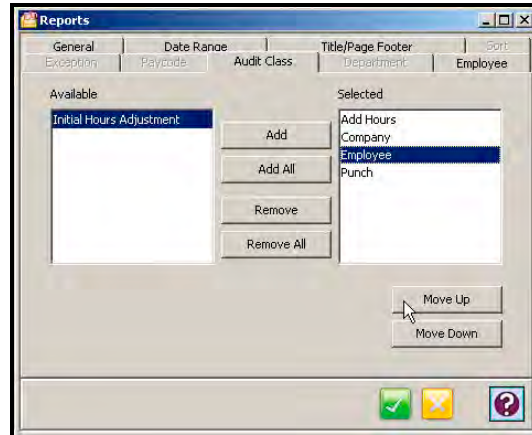 Reports
General Date Range Title/Page Footer Sort
Exception Paycode Audit Class Department Employee
Available Selected
Initial Hours Adjustment
Add Hours
Company
Employee
Punch
Add
Add All
Remove
Remove All
Move Up
Move Down
?